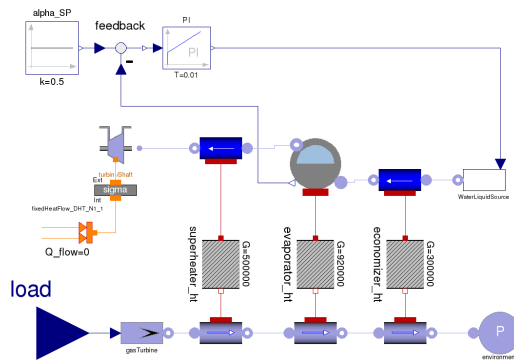 alpha_SP
k=0.5
feedback
PI
PI
T=0.01
turbineShaft
Ext
sigma
Int
fixedHeatFlow_DHT_N1_1
Q_flow=0
WaterLiquidSource
superheater_ht
G=500000
evaporator_ht
G=920000
economizer_ht
G=300000
load
gasTurbine
P
environment